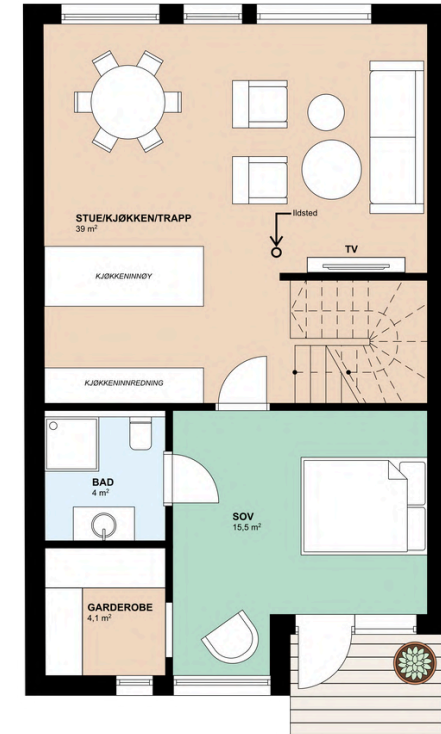 STUE/KJØKKEN/TRAPP
39 m²
Ildsted
TV
KJØKKENINNØY
KJØKKENINNREDNING
BAD
4 m²
SOV
15,5 m²
GARDEROBE
4,1 m²